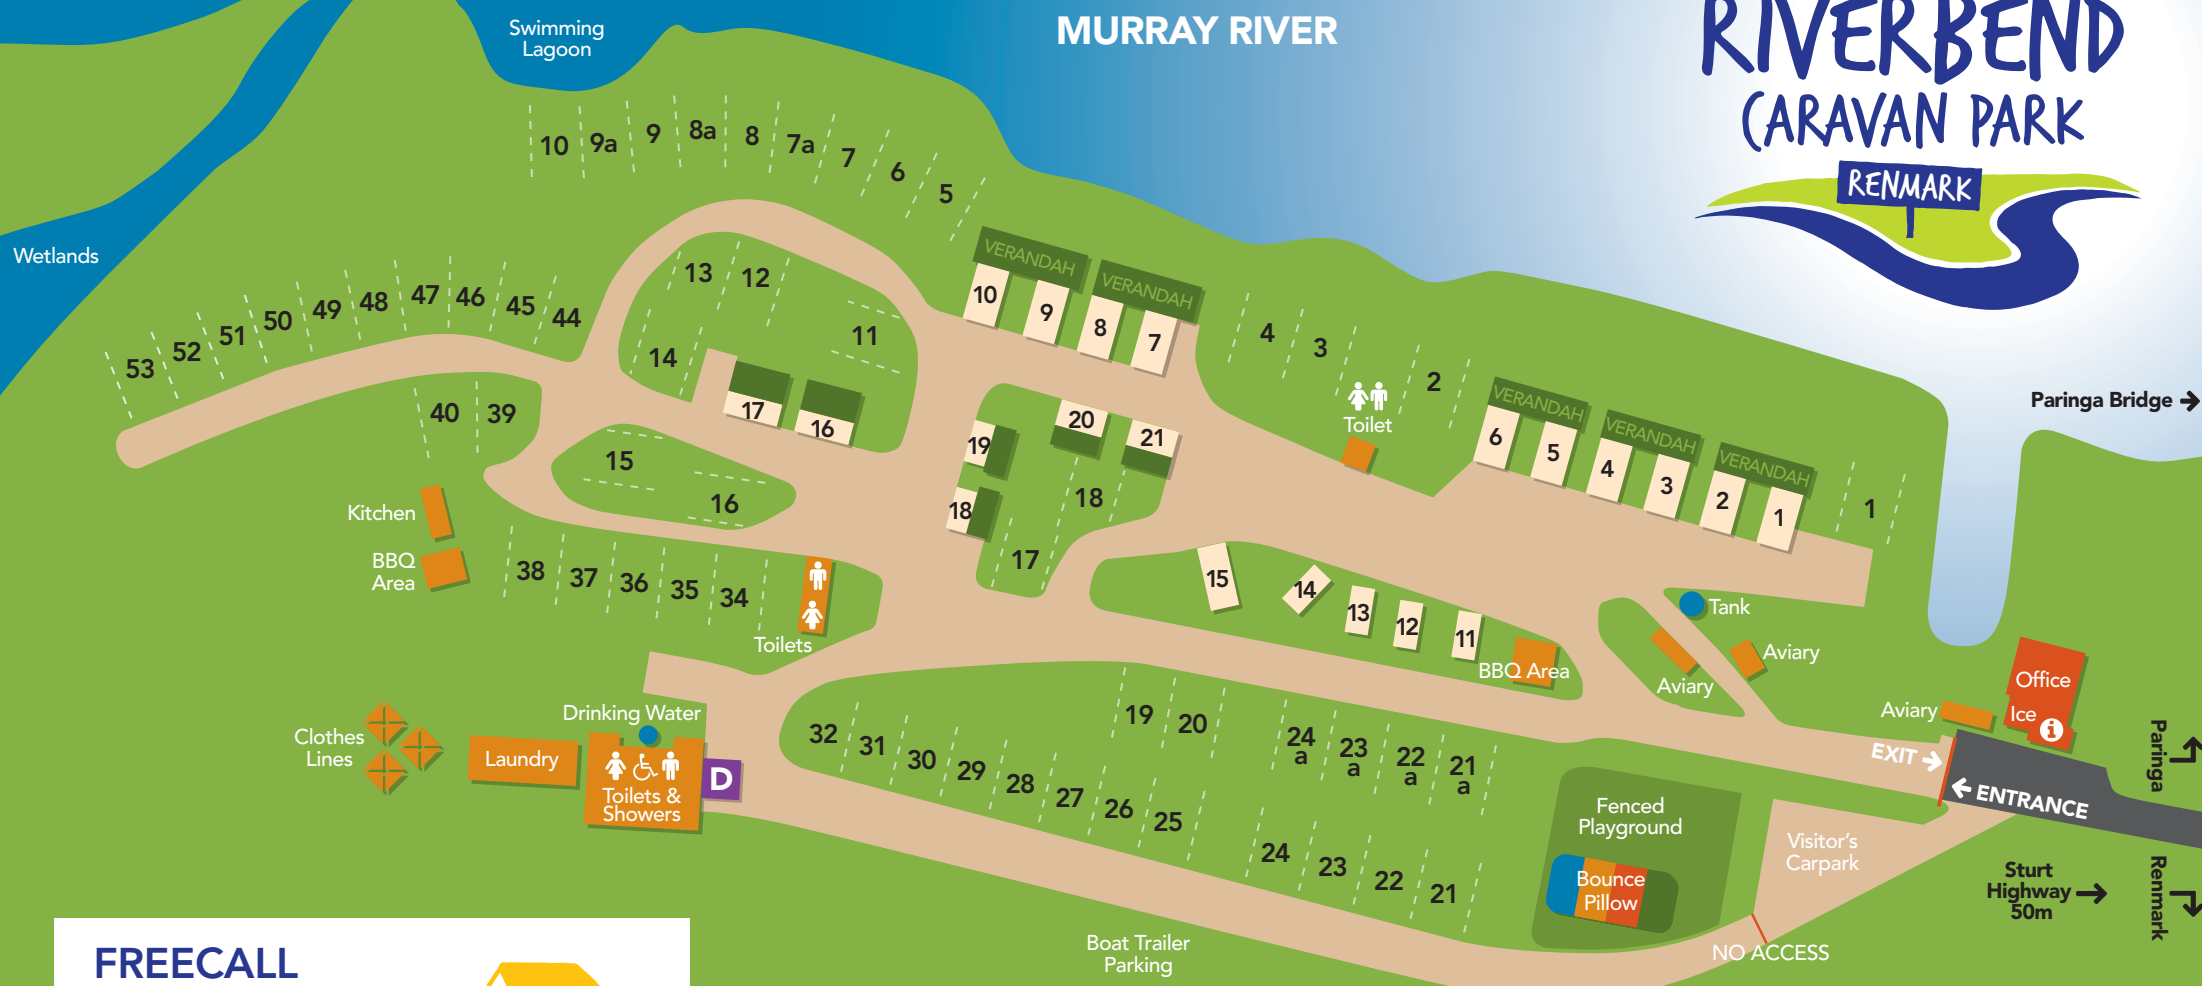 Swimming
Lagoon
MURRAY RIVER
RIVERBEND
CARAVAN PARK
RENMARK
10
9a
9
8a
8
7a
7
6
5
Wetlands
53
52
51
50
49
48
47
46
45
44
13
12
11
14
17
16
VERANDAH
VERANDAH
10
9
8
7
4
3
2
Toilet
VERANDAH
VERANDAH
VERANDAH
6
5
4
3
2
1
1
Paringa Bridge →
40
39
15
16
19
20
21
18
18
17
Kitchen
BBQ
Area
38
37
36
35
34
Toilets
15
14
13
12
11
BBQ Area
Tank
Aviary
Aviary
Aviary
Office
Ice
i
EXIT →
← ENTRANCE
Paringa
Renmark
Sturt
Highway →
50m
Clothes
Lines
Laundry
Drinking Water
Toilets &
Showers
D
32
31
30
29
28
27
26
25
19
20
24
a
23
a
22
a
21
a
24
23
22
21
Fenced
Playground
Bounce
Pillow
Visitor's
Carpark
NO ACCESS
Boat Trailer
Parking
FREECALL